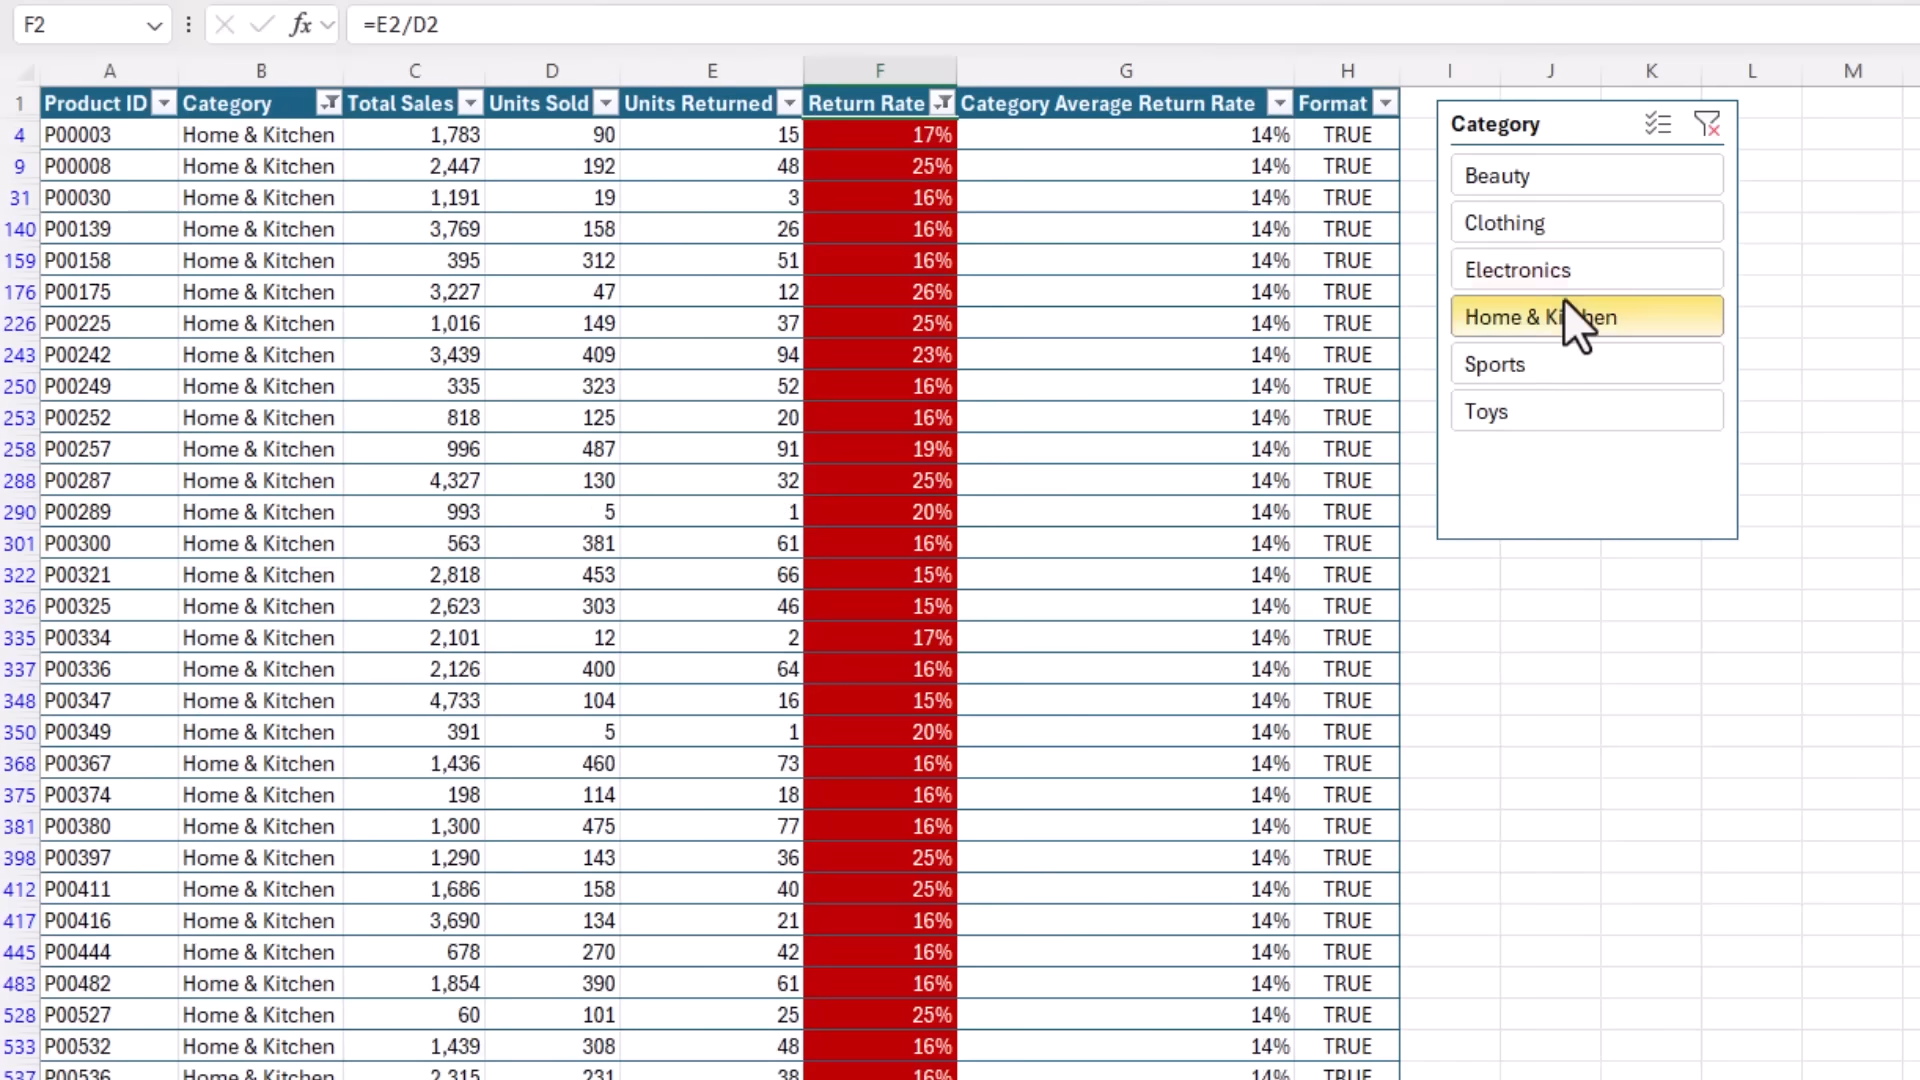 F2 fx =E2/D2
A B C D E F G H I J K L M
1 Product ID Category Total Sales Units Sold Units Returned Return Rate Category Average Return Rate Format
4 P00003 Home & Kitchen 1,783 90 15 17% 14% TRUE
9 P00008 Home & Kitchen 2,447 192 48 25% 14% TRUE
31 P00030 Home & Kitchen 1,191 19 3 16% 14% TRUE
140 P00139 Home & Kitchen 3,769 158 26 16% 14% TRUE
159 P00158 Home & Kitchen 395 312 51 16% 14% TRUE
176 P00175 Home & Kitchen 3,227 47 12 26% 14% TRUE
226 P00225 Home & Kitchen 1,016 149 37 25% 14% TRUE
243 P00242 Home & Kitchen 3,439 409 94 23% 14% TRUE
250 P00249 Home & Kitchen 335 323 52 16% 14% TRUE
253 P00252 Home & Kitchen 818 125 20 16% 14% TRUE
258 P00257 Home & Kitchen 996 487 91 19% 14% TRUE
288 P00287 Home & Kitchen 4,327 130 32 25% 14% TRUE
290 P00289 Home & Kitchen 993 5 1 20% 14% TRUE
301 P00300 Home & Kitchen 563 381 61 16% 14% TRUE
322 P00321 Home & Kitchen 2,818 453 66 15% 14% TRUE
326 P00325 Home & Kitchen 2,623 303 46 15% 14% TRUE
335 P00334 Home & Kitchen 2,101 12 2 17% 14% TRUE
337 P00336 Home & Kitchen 2,126 400 64 16% 14% TRUE
348 P00347 Home & Kitchen 4,733 104 16 15% 14% TRUE
350 P00349 Home & Kitchen 391 5 1 20% 14% TRUE
368 P00367 Home & Kitchen 1,436 460 73 16% 14% TRUE
375 P00374 Home & Kitchen 198 114 18 16% 14% TRUE
381 P00380 Home & Kitchen 1,300 475 77 16% 14% TRUE
398 P00397 Home & Kitchen 1,290 143 36 25% 14% TRUE
412 P00411 Home & Kitchen 1,686 158 40 25% 14% TRUE
417 P00416 Home & Kitchen 3,690 134 21 16% 14% TRUE
445 P00444 Home & Kitchen 678 270 42 16% 14% TRUE
483 P00482 Home & Kitchen 1,854 390 61 16% 14% TRUE
528 P00527 Home & Kitchen 60 101 25 25% 14% TRUE
533 P00532 Home & Kitchen 1,439 308 48 16% 14% TRUE
537 P00536 Home & Kitchen 2,315 231 38 16% 14% TRUE
Category
Beauty
Clothing
Electronics
Home & Kitchen
Sports
Toys